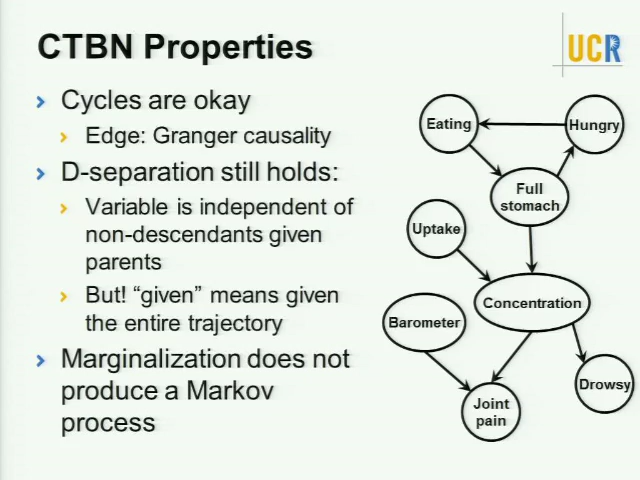 CTBN Properties
UCR
Cycles are okay
Edge: Granger causality
D-separation still holds:
Variable is independent of
non-descendants given
parents
But! “given” means given
the entire trajectory
Marginalization does not
produce a Markov
process
Eating
Hungry
Full
stomach
Uptake
Concentration
Barometer
Drowsy
Joint
pain